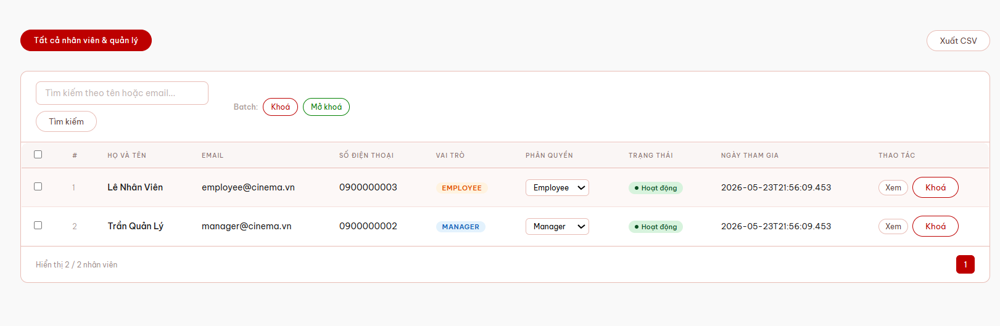 Tất cả nhân viên & quản lý
Xuất CSV
Tìm kiếm theo tên hoặc email...
Batch: Khoá Mở khoá
Tìm kiếm
# HỌ VÀ TÊN EMAIL SỐ ĐIỆN THOẠI VAI TRÒ PHÂN QUYỀN TRẠNG THÁI NGÀY THAM GIA THAO TÁC
1 Lê Nhân Viên employee@cinema.vn 0900000003 EMPLOYEE Employee Hoạt động 2026-05-23T21:56:09.453 Xem Khoá
2 Trần Quản Lý manager@cinema.vn 0900000002 MANAGER Manager Hoạt động 2026-05-23T21:56:09.453 Xem Khoá
Hiển thị 2 / 2 nhân viên
1